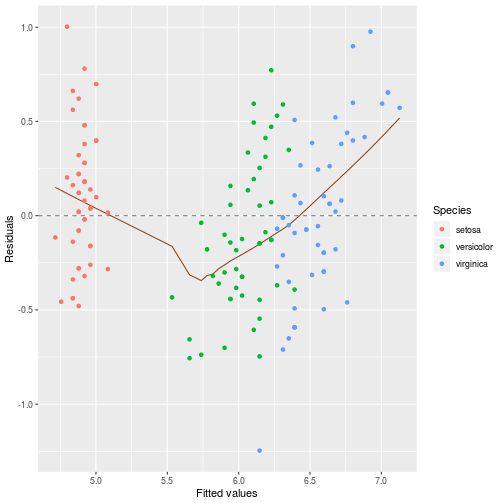 1.0
0.5
0.0
-0.5
-1.0
Residuals
5.0 5.5 6.0 6.5 7.0
Fitted values
Species
setosa
versicolor
virginica